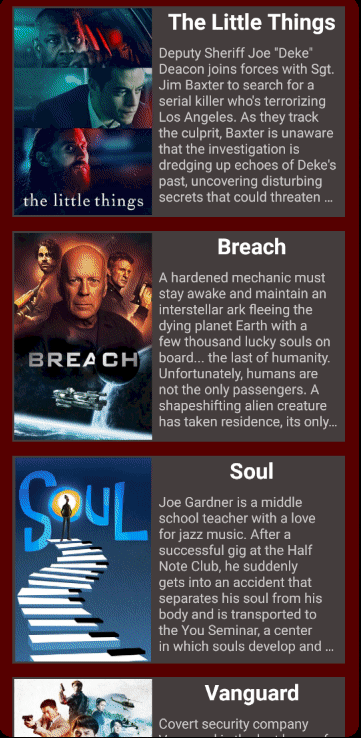 The Little Things
Deputy Sheriff Joe "Deke"
Deacon joins forces with Sgt.
Jim Baxter to search for a
serial killer who's terrorizing
Los Angeles. As they track
the culprit, Baxter is unaware
that the investigation is
dredging up echoes of Deke's
past, uncovering disturbing
secrets that could threaten …
the little things
Breach
A hardened mechanic must
stay awake and maintain an
interstellar ark fleeing the
dying planet Earth with a
few thousand lucky souls on
board... the last of humanity.
Unfortunately, humans are
not the only passengers. A
shapeshifting alien creature
has taken residence, its only…
BREACH
Soul
Joe Gardner is a middle
school teacher with a love
for jazz music. After a
successful gig at the Half
Note Club, he suddenly
gets into an accident that
separates his soul from his
body and is transported to
the You Seminar, a center
in which souls develop and …
SOUL
Vanguard
Covert security company